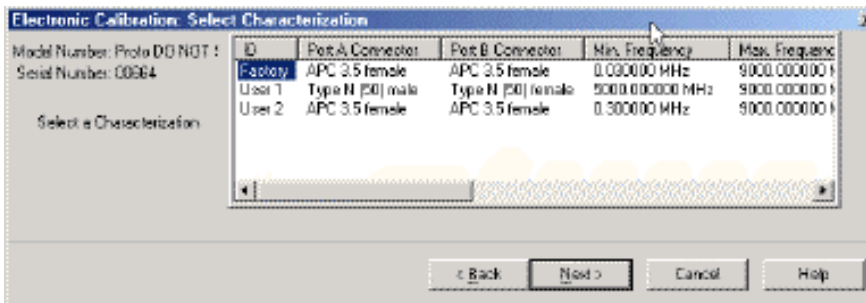 Electronic Calibration: Select Characterization
Model Number: Proto DO NOT
Serial Number: 00664
Select a Characterization
ID Port A Connector Port B Connector Min. Frequency Max. Frequenc
Factory APC 3.5 female APC 3.5 female 0.030000 MHz 9000.000000
User 1 Type N (50) male Type N (50) female 5000.000000 MHz 9000.000000
User 2 APC 3.5 female APC 3.5 female 0.300000 MHz 9000.000000
< Back Next > Cancel Help